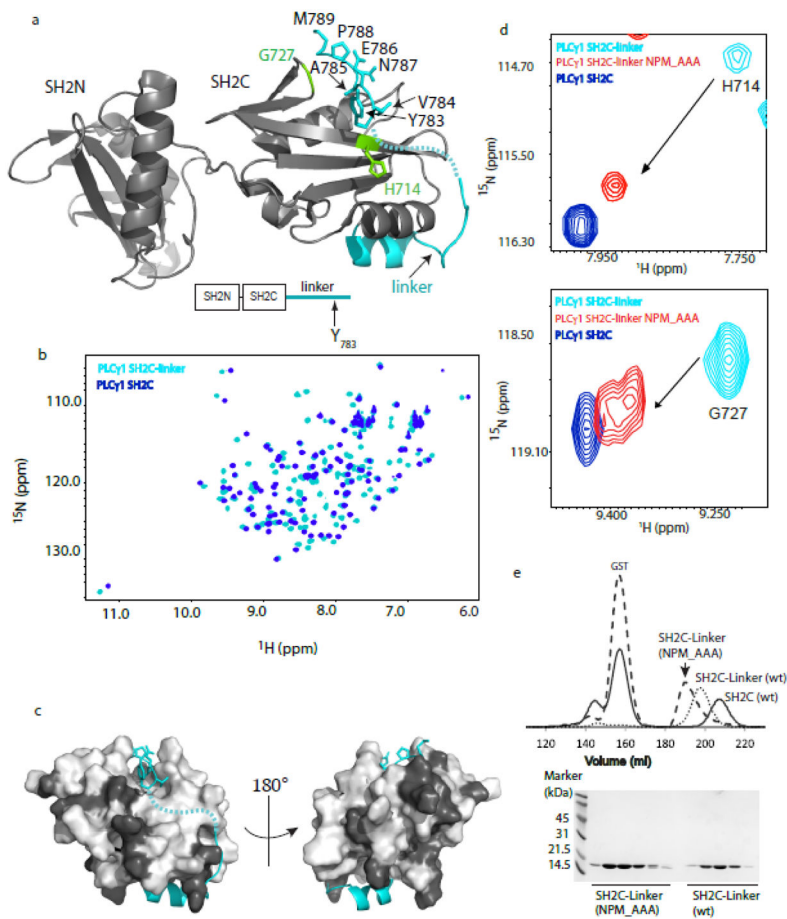 a
M789
P788
E786
N787
A785
G727
SH2N
SH2C
V784
Y783
H714
linker
SH2N
SH2C
linker
Y783
b
PLCγ1 SH2C-linker
PLCγ1 SH2C
110.0
120.0
130.0
15N (ppm)
11.0 10.0 9.0 8.0 7.0 6.0
1H (ppm)
c
180°
d
PLCγ1 SH2C-linker
PLCγ1 SH2C-linker NPM_AAA
PLCγ1 SH2C
H714
114.70
115.50
116.30
15N (ppm)
7.950 7.750
1H (ppm)
PLCγ1 SH2C-linker
PLCγ1 SH2C-linker NPM_AAA
PLCγ1 SH2C
G727
118.50
119.10
15N (ppm)
9.400 9.250
1H (ppm)
e
GST
SH2C-Linker
(NPM_AAA)
SH2C-Linker (wt)
SH2C (wt)
120 140 160 180 200 220
Volume (ml)
Marker
(kDa)
45
31
21.5
14.5
SH2C-Linker
(NPM_AAA)
SH2C-Linker
(wt)